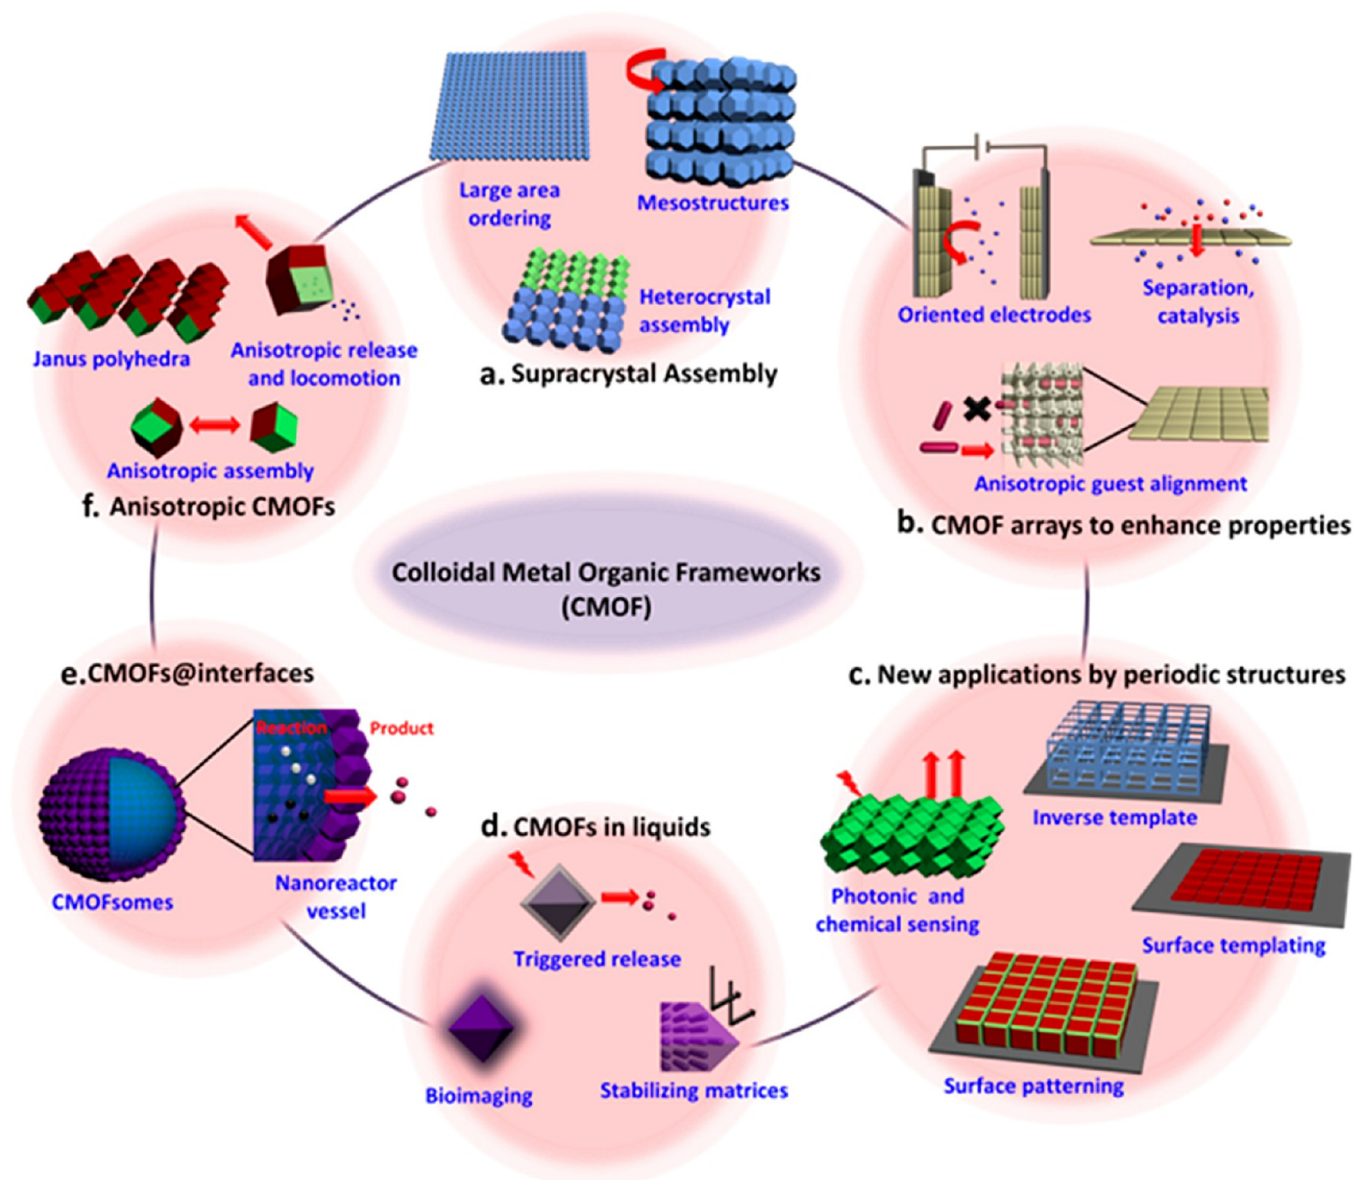 Large area
ordering
Mesostructures
Heterocrystal
assembly
a. Supracrystal Assembly
Oriented electrodes
Separation,
catalysis
Anisotropic guest alignment
b. CMOF arrays to enhance properties
c. New applications by periodic structures
Inverse template
Photonic and
chemical sensing
Surface templating
Surface patterning
d. CMOFs in liquids
Triggered release
Bioimaging
Stabilizing matrices
e.CMOFs@interfaces
Reaction
Product
CMOFsomes
Nanoreactor
vessel
Janus polyhedra
Anisotropic release
and locomotion
Anisotropic assembly
f. Anisotropic CMOFs
Colloidal Metal Organic Frameworks
(CMOF)